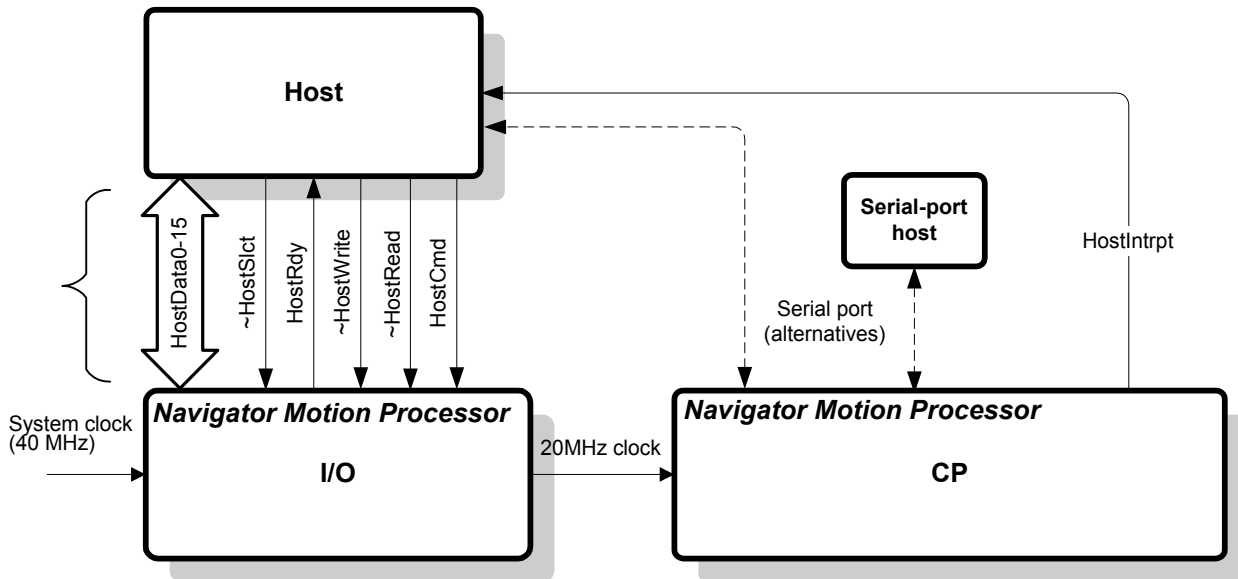 Host
HostData0-15
~HostSlct
HostRdy
~HostWrite
~HostRead
HostCmd
Serial-port
host
HostIntrpt
Serial port
(alternatives)
System clock
(40 MHz)
Navigator Motion Processor
I/O
20MHz clock
Navigator Motion Processor
CP